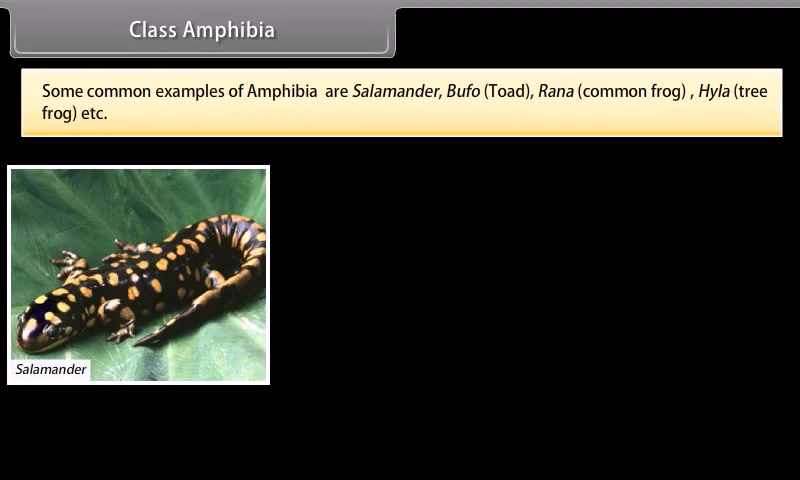 Class Amphibia
Some common examples of Amphibia are Salamander, Bufo (Toad), Rana (common frog) , Hyla (tree
frog) etc.
Salamander